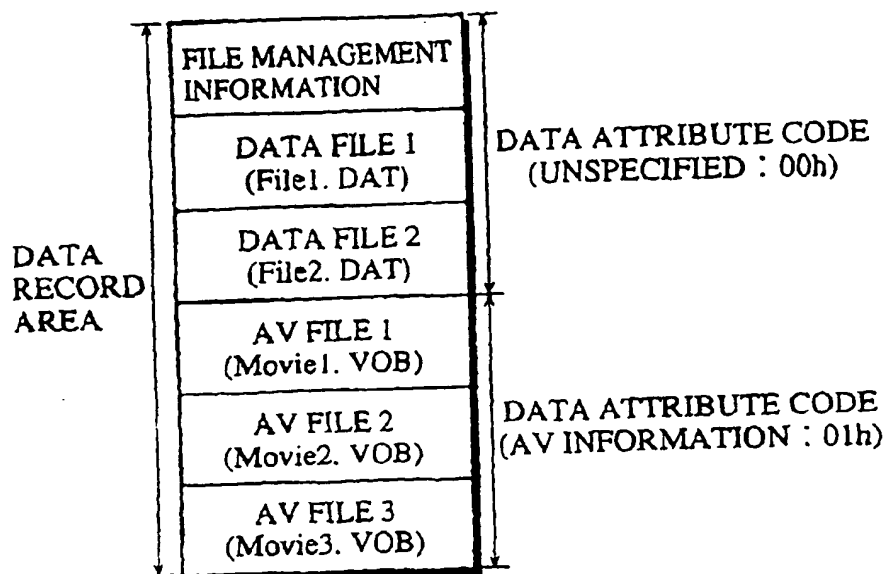 FILE MANAGEMENT
INFORMATION
DATA FILE 1
(File1. DAT)
DATA ATTRIBUTE CODE
(UNSPECIFIED : 00h)
DATA FILE 2
(File2. DAT)
DATA
RECORD
AREA
AV FILE 1
(Movie1. VOB)
AV FILE 2
(Movie2. VOB)
DATA ATTRIBUTE CODE
(AV INFORMATION : 01h)
AV FILE 3
(Movie3. VOB)